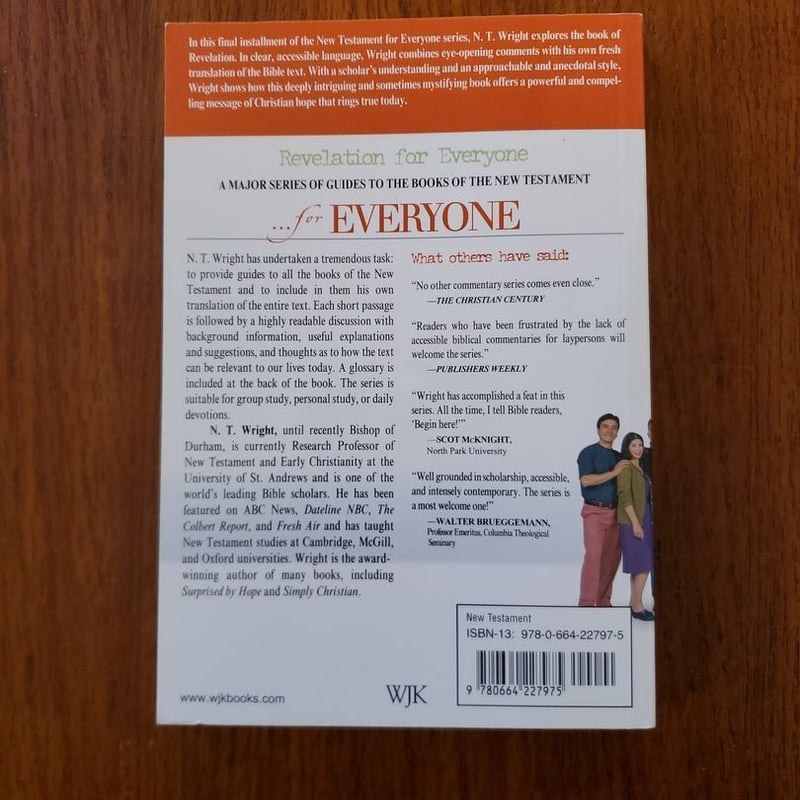 In this final installment of the New Testament for Everyone series, N. T. Wright explores the book of
Revelation. In clear, accessible language, Wright combines eye-opening comments with his own fresh
translation of the Bible text. With a scholar's understanding and an approachable and anecdotal style,
Wright shows how this deeply intriguing and sometimes mystifying book offers a powerful and compel-
ling message of Christian hope that rings true today.
Revelation for Everyone
A MAJOR SERIES OF GUIDES TO THE BOOKS OF THE NEW TESTAMENT
...for EVERYONE
N. T. Wright has undertaken a tremendous task:
to provide guides to all the books of the New
Testament and to include in them his own
translation of the entire text. Each short passage
is followed by a highly readable discussion with
background information, useful explanations
and suggestions, and thoughts as to how the text
can be relevant to our lives today. A glossary is
included at the back of the book. The series is
suitable for group study, personal study, or daily
devotions.
N. T. Wright, until recently Bishop of
Durham, is currently Research Professor of
New Testament and Early Christianity at the
University of St. Andrews and is one of the
world's leading Bible scholars. He has been
featured on ABC News, Dateline NBC, The
Colbert Report, and Fresh Air and has taught
New Testament studies at Cambridge, McGill,
and Oxford universities. Wright is the award-
winning author of many books, including
Surprised by Hope and Simply Christian.
What others have said:
"No other commentary series comes even close."
—THE CHRISTIAN CENTURY
"Readers who have been frustrated by the lack of
accessible biblical commentaries for laypersons will
welcome the series."
—PUBLISHERS WEEKLY
"Wright has accomplished a feat in this
series. All the time, I tell Bible readers,
'Begin here!'"
—SCOT McKNIGHT,
North Park University
"Well grounded in scholarship, accessible,
and intensely contemporary. The series is
a most welcome one!"
—WALTER BRUEGGEMANN,
Professor Emeritus, Columbia Theological
Seminary
New Testament
ISBN-13: 978-0-664-22797-5
9 780664 227975
www.wjkbooks.com
WJK